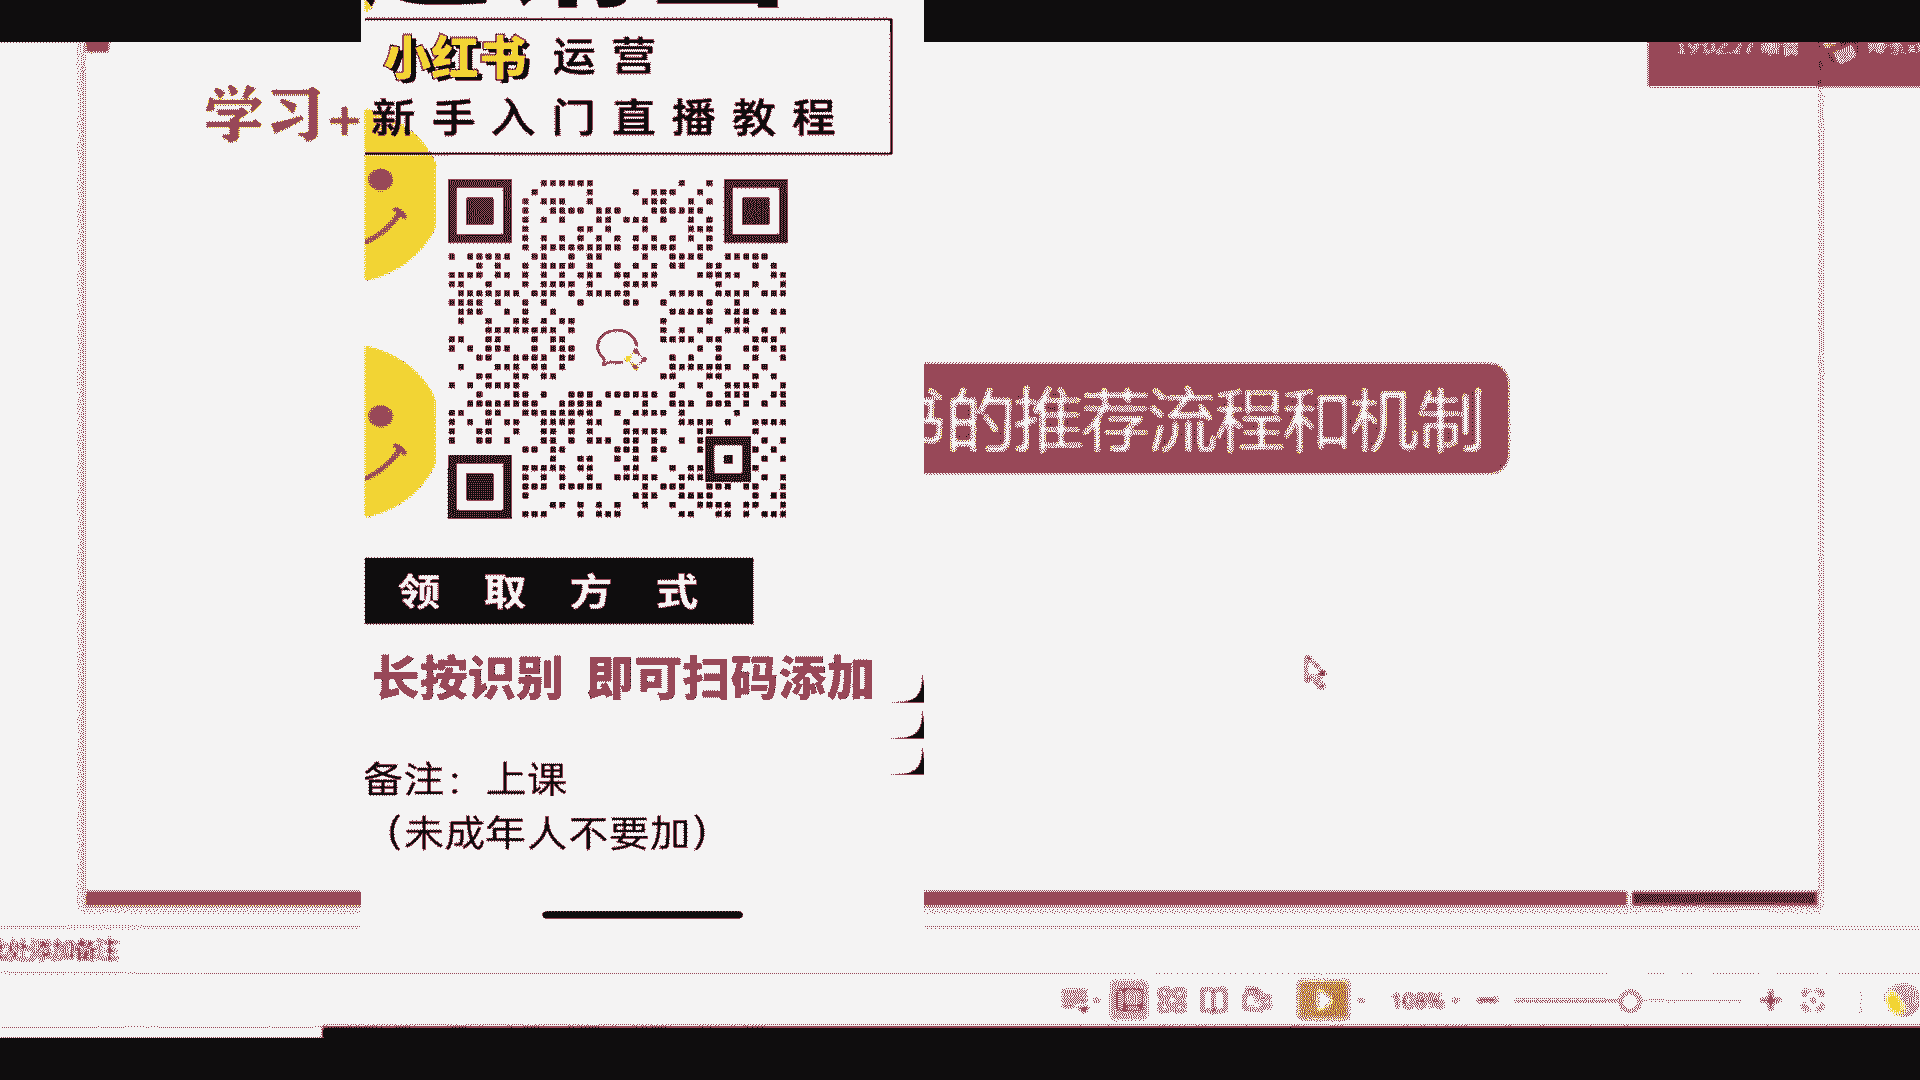 小红书 运营
学习+
新手入门直播教程
书的推荐流程和机制
领取方式
长按识别 即可扫码添加
备注：上课
（未成年人不要加）
处添加备注
108%